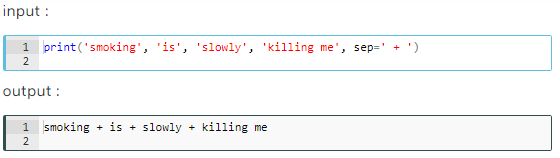 input :
1 print('smoking', 'is', 'slowly', 'killing me', sep=' + ')
2
output :
1 smoking + is + slowly + killing me
2